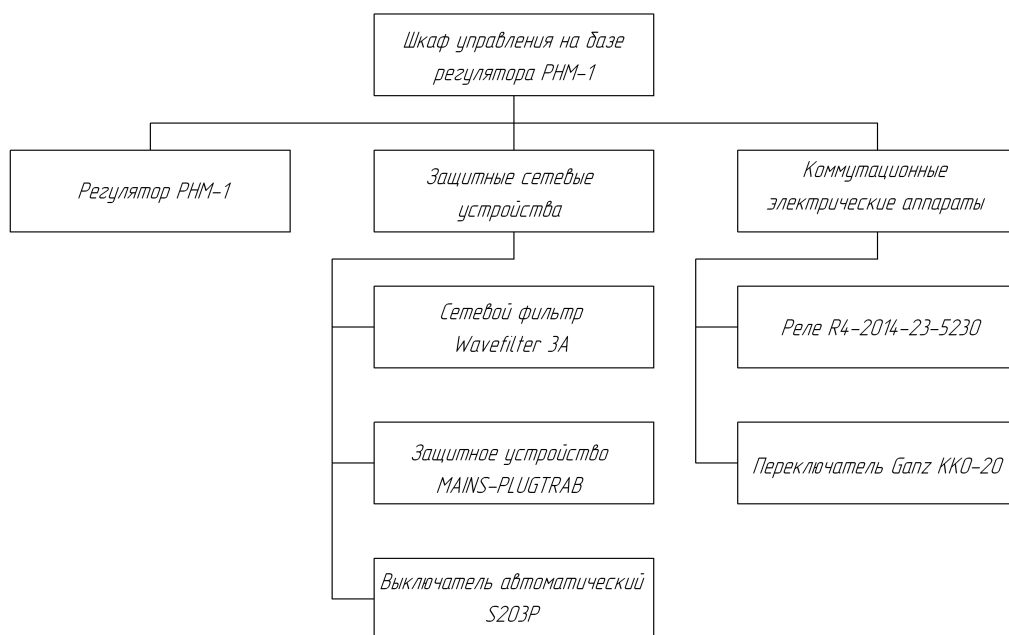 Шкаф управления на базе
регулятора РНМ-1
Регулятор РНМ-1
Защитные сетевые
устройства
Коммутационные
электрические аппараты
Сетевой фильтр
Wavefilter 3A
Реле R4-2014-23-5230
Защитное устройство
MAINS-PLUGTRAB
Переключатель Ganz KKO-20
Выключатель автоматический
S203P